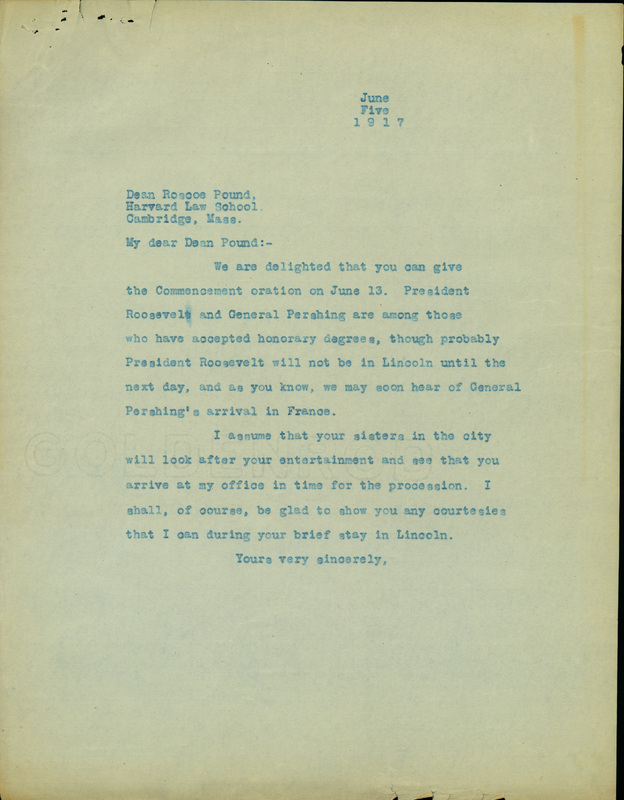 June
Five
1 9 1 7
Dean Roscoe Pound,
Harvard Law School.
Cambridge, Mass.
My dear Dean Pound:-
We are delighted that you can give
the Commencement oration on June 13. President
Roosevelt and General Pershing are among those
who have accepted honorary degrees, though probably
President Roosevelt will not be in Lincoln until the
next day, and as you know, we may soon hear of General
Pershing's arrival in France.
I assume that your sisters in the city
will look after your entertainment and see that you
arrive at my office in time for the procession. I
shall, of course, be glad to show you any courtesies
that I can during your brief stay in Lincoln.
Yours very sincerely,